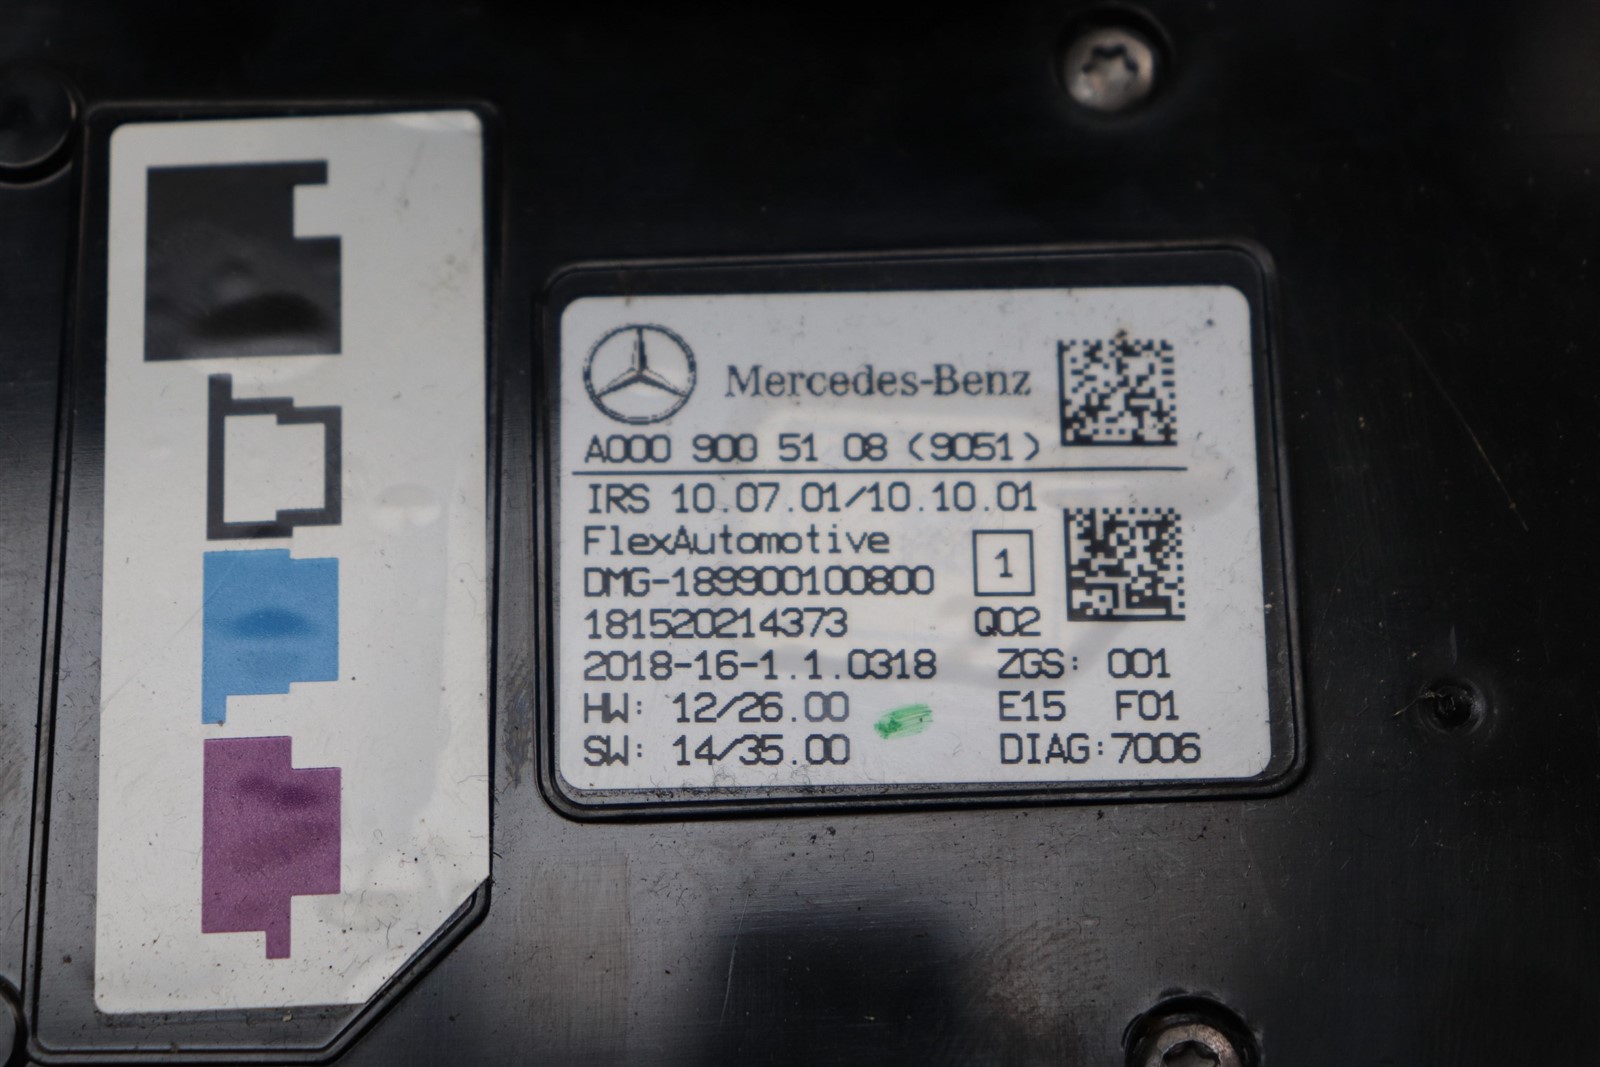 Mercedes-Benz
A000 900 51 08 (9051)
IRS 10.07.01/10.10.01
FlexAutomotive
1
DMG-189900100800
181520214373 Q02
2018-16-1.1.0318 ZGS: 001
HW: 12/26.00 E15 F01
SW: 14/35.00 DIAG:7006